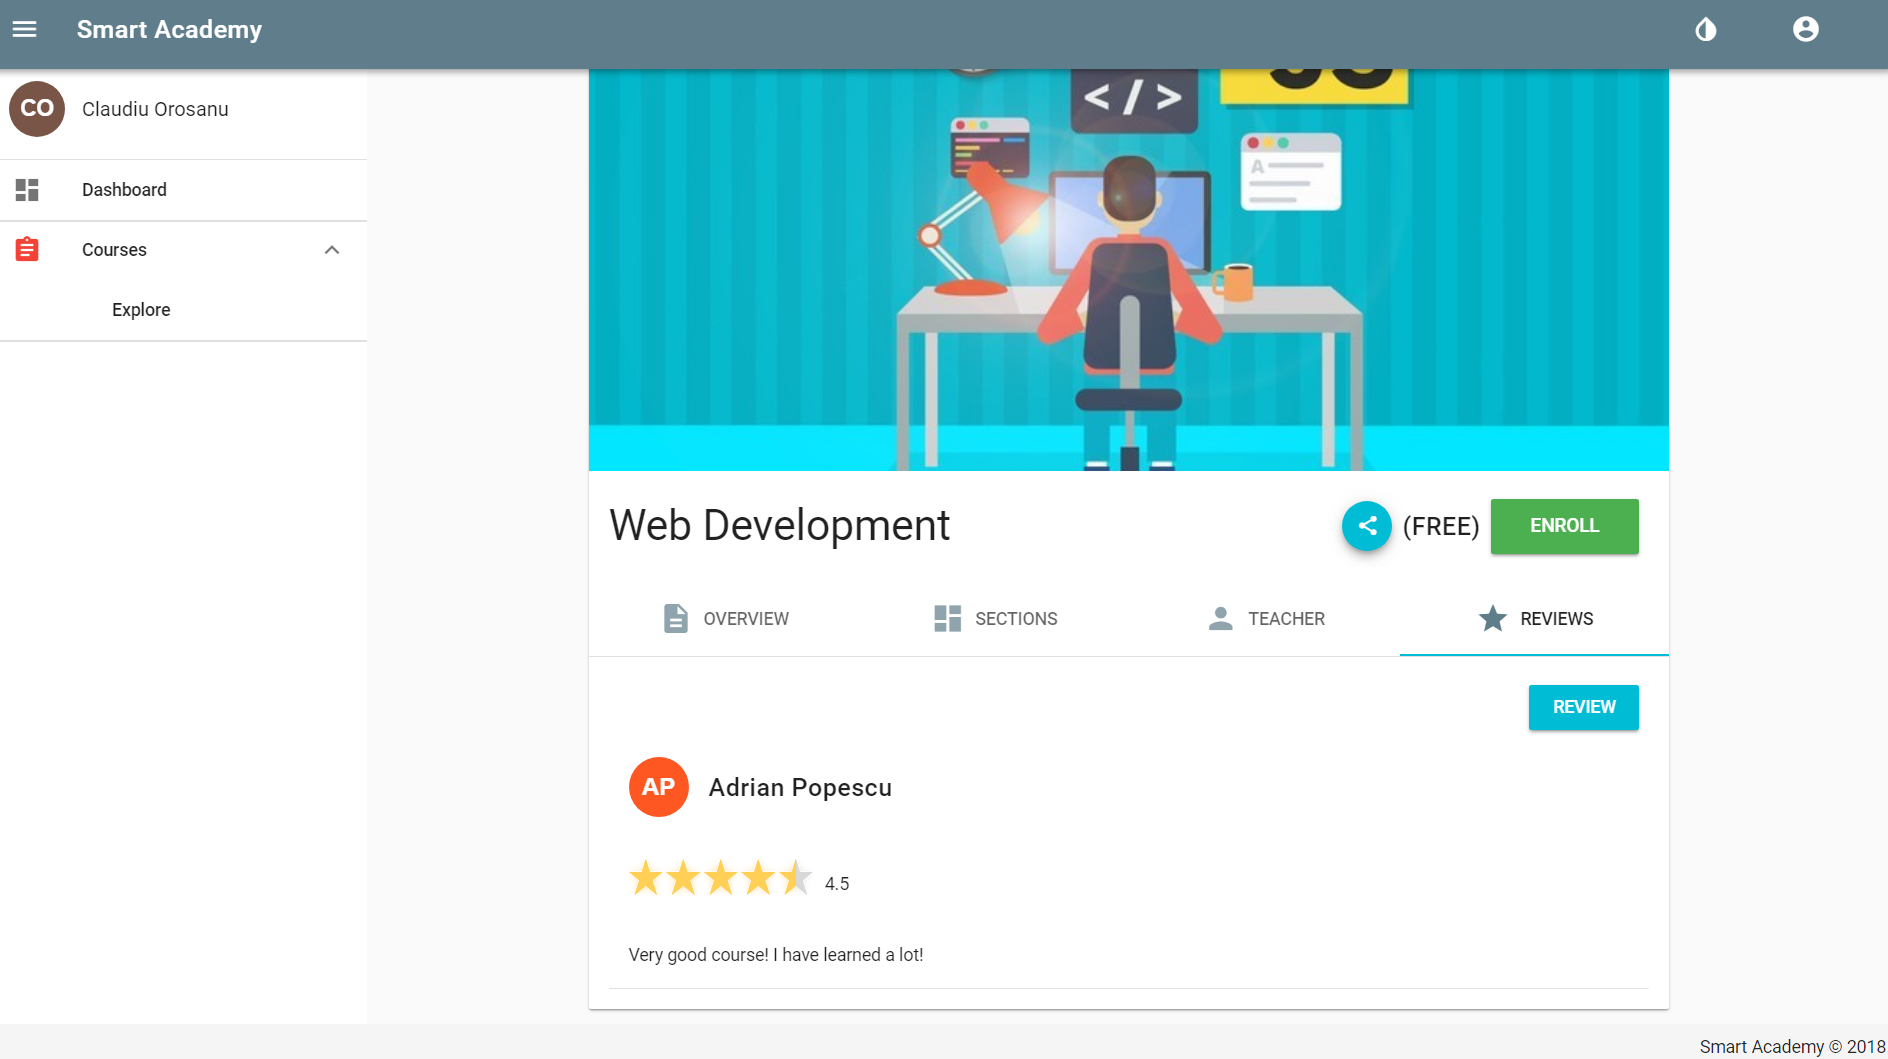 Smart Academy
CO Claudiu Orosanu
Dashboard
Courses
Explore
</>
A
Web Development
(FREE) ENROLL
OVERVIEW SECTIONS TEACHER REVIEWS
REVIEW
AP Adrian Popescu
4.5
Very good course! I have learned a lot!
Smart Academy © 2018